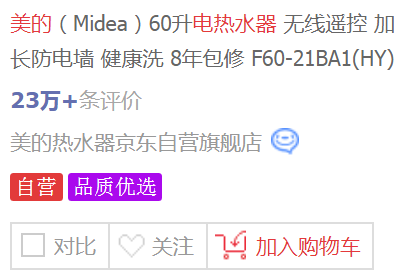 美的（Midea）60升电热水器 无线遥控 加
长防电墙 健康洗 8年包修 F60-21BA1(HY)
23万+条评价
美的热水器京东自营旗舰店
自营 品质优选
对比 关注 加入购物车